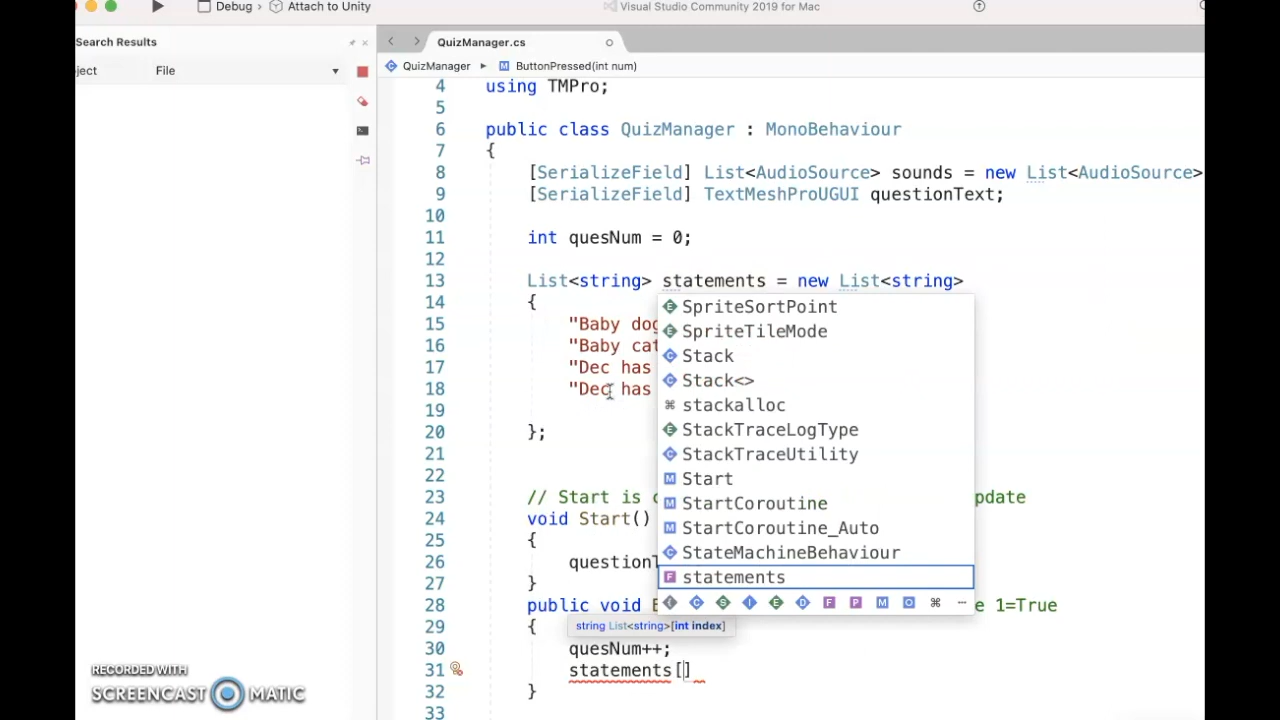 Debug › Attach to Unity
Visual Studio Community 2019 for Mac
Search Results
ject File
QuizManager.cs
QuizManager ▸ ButtonPressed(int num)
4 using TMPro;
5
6 public class QuizManager : MonoBehaviour
7 {
8 [SerializeField] List<AudioSource> sounds = new List<AudioSource>
9 [SerializeField] TextMeshProUGUI questionText;
10
11 int quesNum = 0;
12
13 List<string> statements = new List<string>
14 {
15 "Baby dog
16 "Baby cat
17 "Dec has
18 "Dec has
19
20 };
21
22
23 // Start is c pdate
24 void Start()
25 {
26 questionT
27 }
28 public void B e 1=True
29 {
30 quesNum++;
31 statements[]
32 }
33
SpriteSortPoint
SpriteTileMode
Stack
Stack<>
stackalloc
StackTraceLogType
StackTraceUtility
Start
StartCoroutine
StartCoroutine_Auto
StateMachineBehaviour
statements
string List<string>[int index]
RECORDED WITH
SCREENCAST MATIC